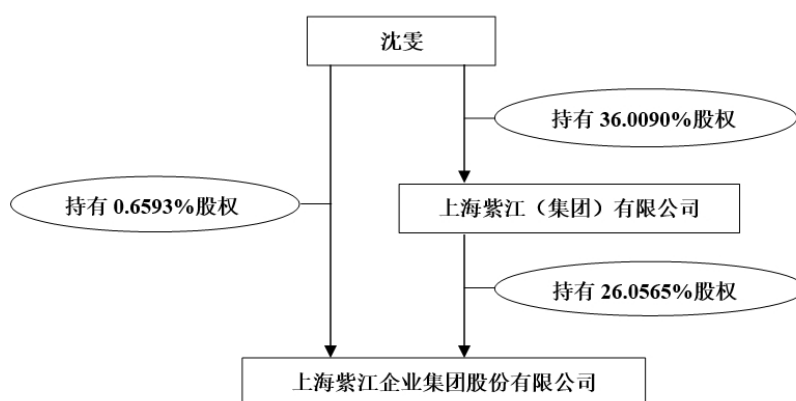 沈雯
持有 36.0090%股权
持有 0.6593%股权
上海紫江（集团）有限公司
持有 26.0565%股权
上海紫江企业集团股份有限公司